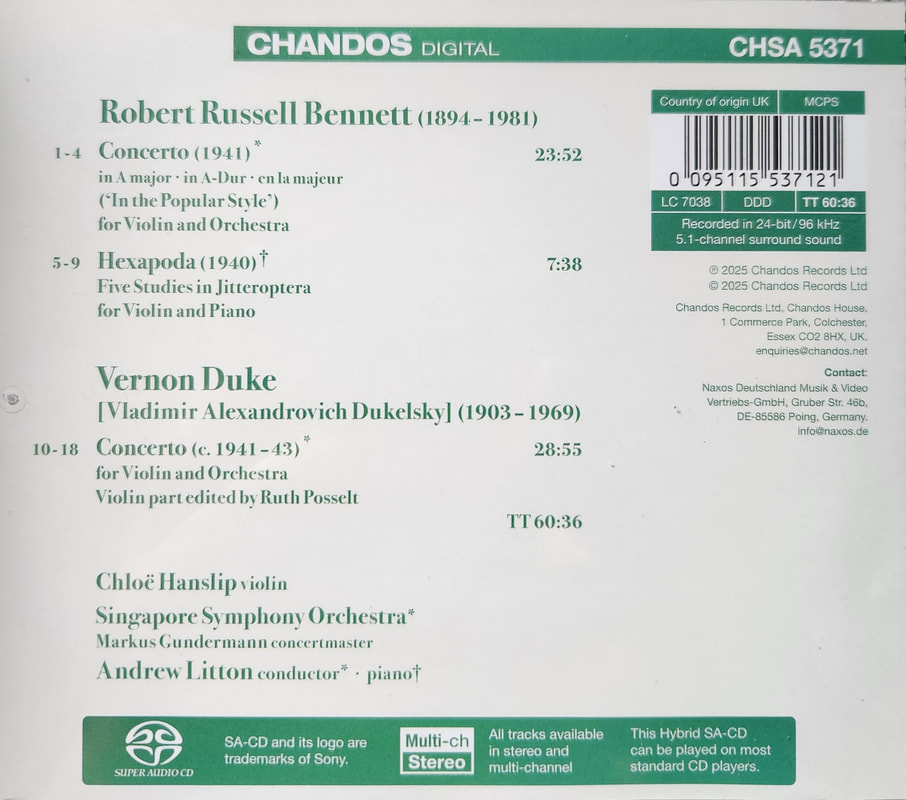 CHANDOS DIGITAL CHSA 5371
Robert Russell Bennett (1894–1981)
1-4 Concerto (1941)* 23:52
in A major · in A-Dur · en la majeur
(‘In the Popular Style’)
for Violin and Orchestra
5-9 Hexapoda (1940)† 7:38
Five Studies in Jitteroptera
for Violin and Piano
Vernon Duke
[Vladimir Alexandrovich Dukelsky] (1903–1969)
10-18 Concerto (c. 1941–43)* 28:55
for Violin and Orchestra
Violin part edited by Ruth Posselt
TT 60:36
Chloë Hanslip violin
Singapore Symphony Orchestra*
Markus Gundermann concertmaster
Andrew Litton conductor* · piano†
Country of origin UK MCPS
0 095115 537121
LC 7038 DDD TT 60:36
Recorded in 24-bit/96 kHz
5.1-channel surround sound
℗ 2025 Chandos Records Ltd
© 2025 Chandos Records Ltd
Chandos Records Ltd, Chandos House,
1 Commerce Park, Colchester,
Essex CO2 8HX, UK.
enquiries@chandos.net
Contact:
Naxos Deutschland Musik & Video
Vertriebs-GmbH, Gruber Str. 46b,
DE-85586 Poing, Germany.
info@naxos.de
SUPER AUDIO CD
SA-CD and its logo are
trademarks of Sony.
Multi-ch
Stereo
All tracks available
in stereo and
multi-channel
This Hybrid SA-CD
can be played on most
standard CD players.